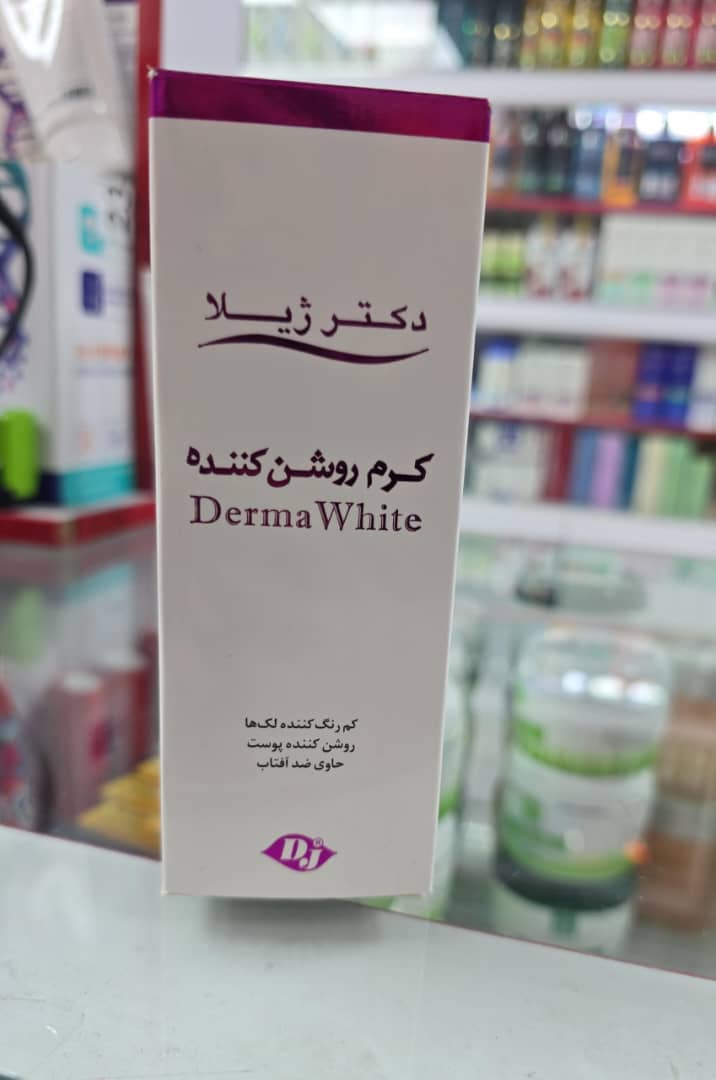 دکتر ژیلا
کرم روشن کننده
DermaWhite
کم رنگ کننده لک‌ها
روشن کننده پوست
حاوی ضد آفتاب
DJ®